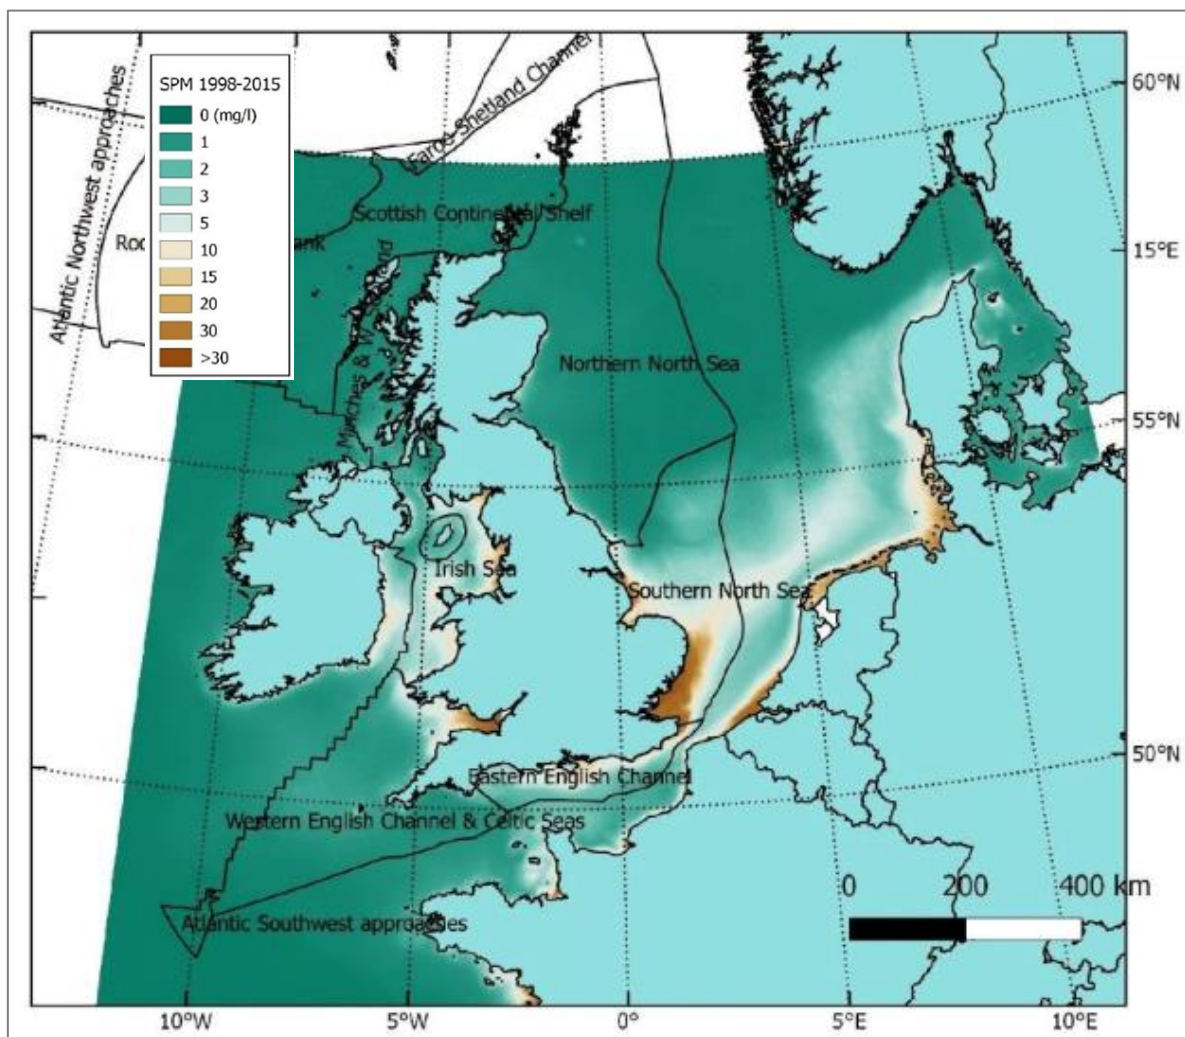 SPM 1998-2015
0 (mg/l)
1
2
3
5
10
15
20
30
>30
Atlantic Northwest approaches
Faroe-Shetland Channel
60°N
Scottish Continental Shelf
15°E
Northern North Sea
55°N
Irish Sea
Southern North Sea
50°N
Eastern English Channel
Western English Channel & Celtic Seas
0 200 400 km
Atlantic Southwest approaches
10°W 5°W 0° 5°E 10°E